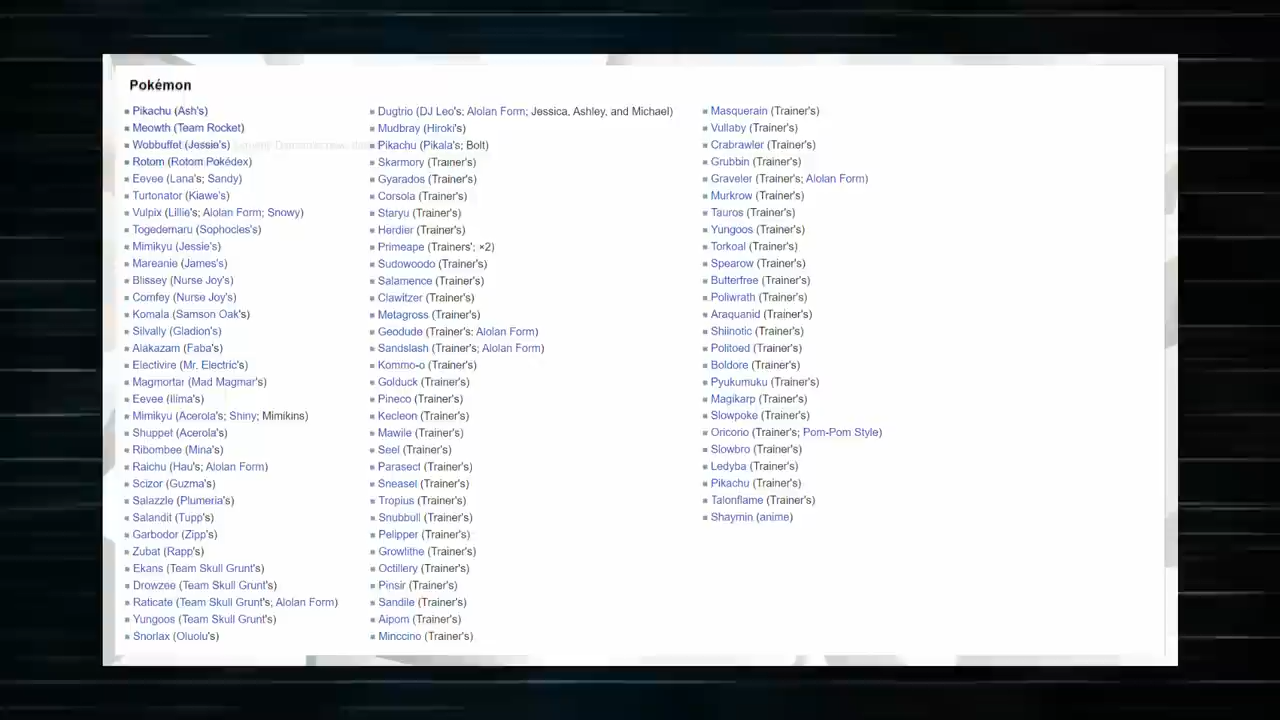 Pokémon
Pikachu (Ash's)
Meowth (Team Rocket)
Wobbuffet (Jessie's)
Rotom (Rotom Pokédex)
Eevee (Lana's; Sandy)
Turtonator (Kiawe's)
Vulpix (Lillie's; Alolan Form; Snowy)
Togedemaru (Sophocles's)
Mimikyu (Jessie's)
Mareanie (James's)
Blissey (Nurse Joy's)
Comfey (Nurse Joy's)
Komala (Samson Oak's)
Silvally (Gladion's)
Alakazam (Faba's)
Electivire (Mr. Electric's)
Magmortar (Mad Magmar's)
Eevee (Ilima's)
Mimikyu (Acerola's; Shiny; Mimikins)
Shuppet (Acerola's)
Ribombee (Mina's)
Raichu (Hau's; Alolan Form)
Scizor (Guzma's)
Salazzle (Plumeria's)
Salandit (Tupp's)
Garbodor (Zipp's)
Zubat (Rapp's)
Ekans (Team Skull Grunt's)
Drowzee (Team Skull Grunt's)
Raticate (Team Skull Grunt's; Alolan Form)
Yungoos (Team Skull Grunt's)
Snorlax (Oluolu's)
Dugtrio (DJ Leo's; Alolan Form; Jessica, Ashley, and Michael)
Mudbray (Hiroki's)
Pikachu (Pikala's; Bolt)
Skarmory (Trainer's)
Gyarados (Trainer's)
Corsola (Trainer's)
Staryu (Trainer's)
Herdier (Trainer's)
Primeape (Trainers'; ×2)
Sudowoodo (Trainer's)
Salamence (Trainer's)
Clawitzer (Trainer's)
Metagross (Trainer's)
Geodude (Trainer's: Alolan Form)
Sandslash (Trainer's; Alolan Form)
Kommo-o (Trainer's)
Golduck (Trainer's)
Pineco (Trainer's)
Kecleon (Trainer's)
Mawile (Trainer's)
Seel (Trainer's)
Parasect (Trainer's)
Sneasel (Trainer's)
Tropius (Trainer's)
Snubbull (Trainer's)
Pelipper (Trainer's)
Growlithe (Trainer's)
Octillery (Trainer's)
Pinsir (Trainer's)
Sandile (Trainer's)
Aipom (Trainer's)
Minccino (Trainer's)
Masquerain (Trainer's)
Vullaby (Trainer's)
Crabrawler (Trainer's)
Grubbin (Trainer's)
Graveler (Trainer's; Alolan Form)
Murkrow (Trainer's)
Tauros (Trainer's)
Yungoos (Trainer's)
Torkoal (Trainer's)
Spearow (Trainer's)
Butterfree (Trainer's)
Poliwrath (Trainer's)
Araquanid (Trainer's)
Shiinotic (Trainer's)
Politoed (Trainer's)
Boldore (Trainer's)
Pyukumuku (Trainer's)
Magikarp (Trainer's)
Slowpoke (Trainer's)
Oricorio (Trainer's; Pom-Pom Style)
Slowbro (Trainer's)
Ledyba (Trainer's)
Pikachu (Trainer's)
Talonflame (Trainer's)
Shaymin (anime)